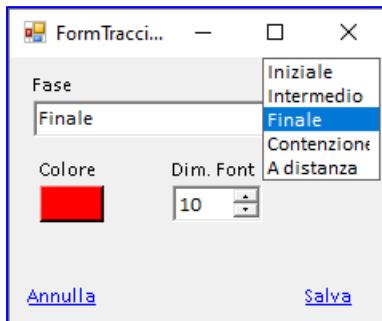 FormTracci...
Fase
Finale
Iniziale
Intermedio
Finale
Contenzione
A distanza
Colore
Dim. Font
10
Annulla
Salva